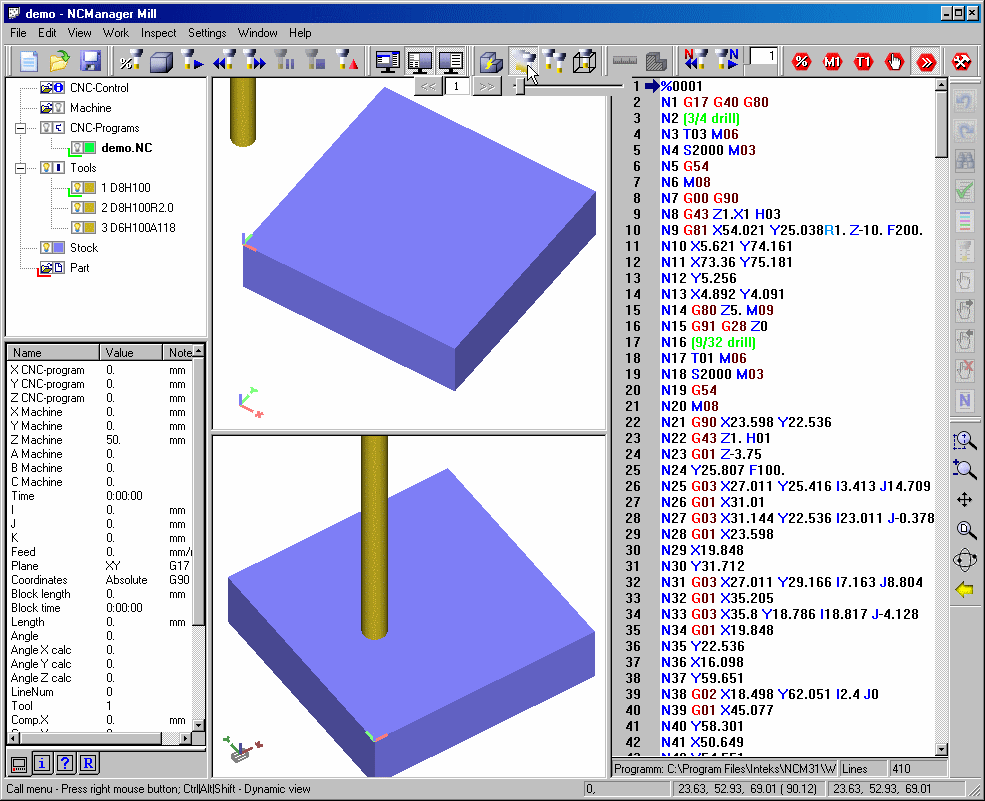 demo - NCManager Mill
File Edit View Work Inspect Settings Window Help
% N N 1 % M1 T1
<< 1 >>
CNC-Control
Machine
CNC-Programs
demo.NC
Tools
1 D8H100
2 D8H100R2.0
3 D6H100A118
Stock
Part
Name Value Note
X CNC-program 0. mm
Y CNC-program 0. mm
Z CNC-program 0. mm
X Machine 0. mm
Y Machine 0. mm
Z Machine 50. mm
A Machine 0.
B Machine 0.
C Machine 0.
Time 0:00:00
I 0. mm
J 0. mm
K 0. mm
Feed 0. mm/
Plane XY G17
Coordinates Absolute G90
Block length 0. mm
Block time 0:00:00
Length 0. mm
Angle 0.
Angle X calc 0.
Angle Y calc 0.
Angle Z calc 0.
LineNum 0
Tool 1
Comp.X 0. mm
i ? R
1 %0001
2 N1 G17 G40 G80
3 N2 (3/4 drill)
4 N3 T03 M06
5 N4 S2000 M03
6 N5 G54
7 N6 M08
8 N7 G00 G90
9 N8 G43 Z1.X1 H03
10 N9 G81 X54.021 Y25.038R1. Z-10. F200.
11 N10 X5.621 Y74.161
12 N11 X73.36 Y75.181
13 N12 Y5.256
14 N13 X4.892 Y4.091
15 N14 G80 Z5. M09
16 N15 G91 G28 Z0
17 N16 (9/32 drill)
18 N17 T01 M06
19 N18 S2000 M03
20 N19 G54
21 N20 M08
22 N21 G90 X23.598 Y22.536
23 N22 G43 Z1. H01
24 N23 G01 Z-3.75
25 N24 Y25.807 F100.
26 N25 G03 X27.011 Y25.416 I3.413 J14.709
27 N26 G01 X31.01
28 N27 G03 X31.144 Y22.536 I23.011 J-0.378
29 N28 G01 X23.598
30 N29 X19.848
31 N30 Y31.712
32 N31 G03 X27.011 Y29.166 I7.163 J8.804
33 N32 G01 X35.205
34 N33 G03 X35.8 Y18.786 I18.817 J-4.128
35 N34 G01 X19.848
36 N35 Y22.536
37 N36 X16.098
38 N37 Y59.651
39 N38 G02 X18.498 Y62.051 I2.4 J0
40 N39 G01 X45.077
41 N40 Y58.301
42 N41 X50.649
N
Programm: C:\Program Files\Inteks\NCM31\W Lines 410
Call menu - Press right mouse button; Ctrl|Alt|Shift - Dynamic view 0, 23.63, 52.93, 69.01 ( 90.12) 23.63, 52.93, 69.01